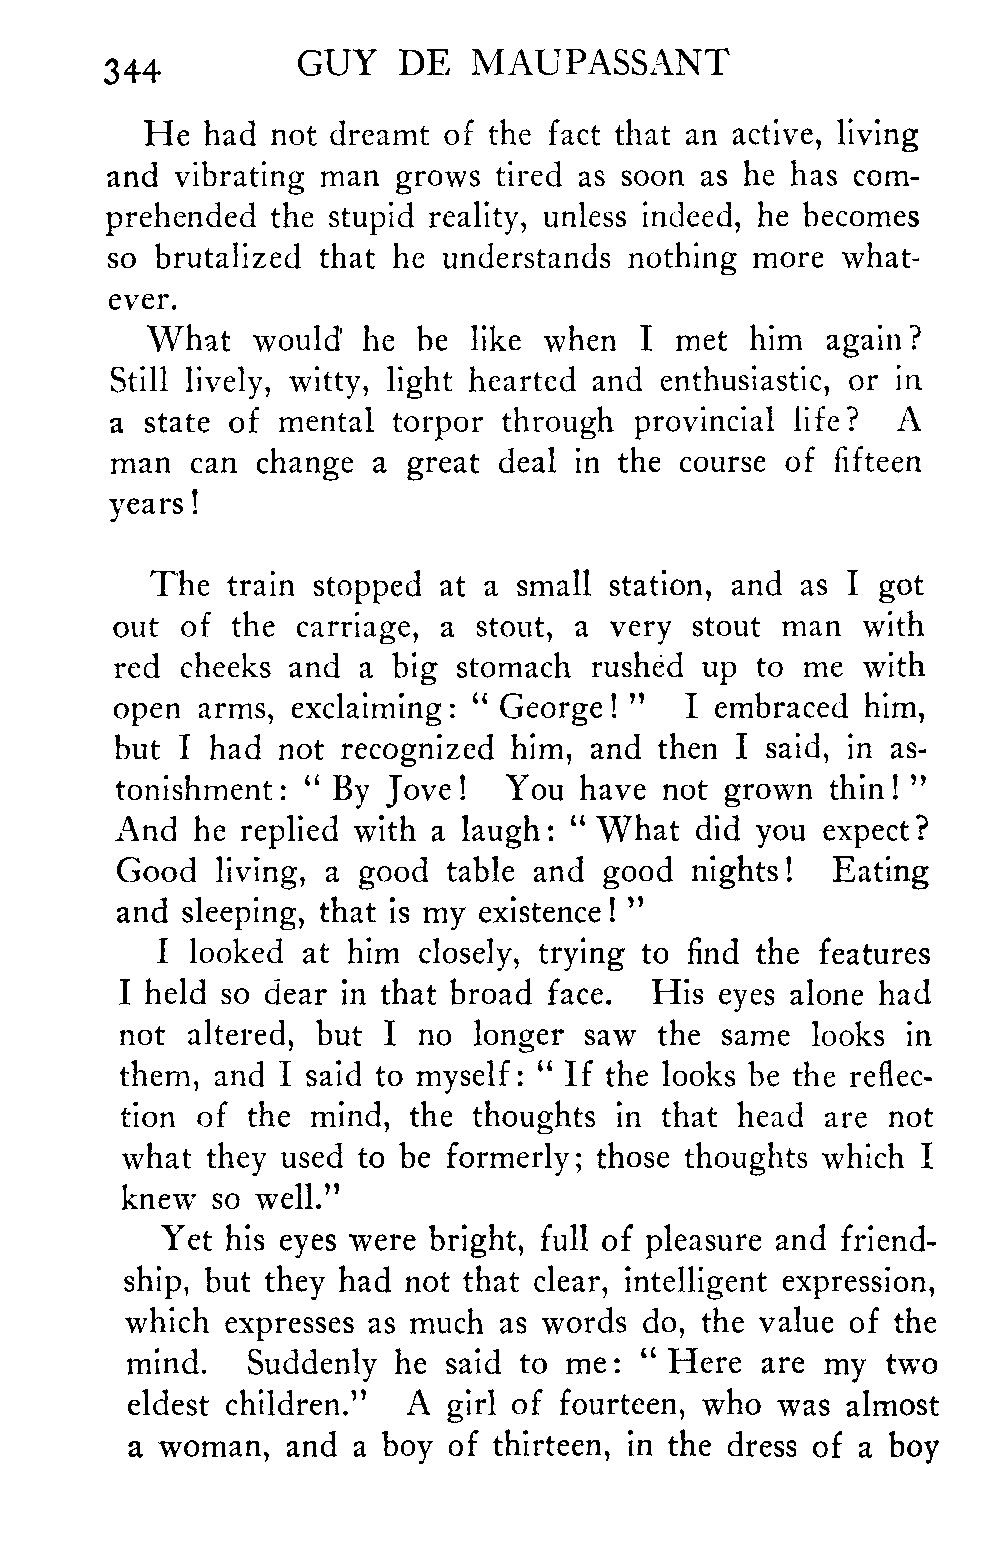 344 GUY DE MAUPASSANT
He had not dreamt of the fact that an active, living
and vibrating man grows tired as soon as he has com-
prehended the stupid reality, unless indeed, he becomes
so brutalized that he understands nothing more what-
ever.
What would he be like when I met him again?
Still lively, witty, light hearted and enthusiastic, or in
a state of mental torpor through provincial life? A
man can change a great deal in the course of fifteen
years!
The train stopped at a small station, and as I got
out of the carriage, a stout, a very stout man with
red cheeks and a big stomach rushed up to me with
open arms, exclaiming: "George!" I embraced him,
but I had not recognized him, and then I said, in as-
tonishment: "By Jove! You have not grown thin!"
And he replied with a laugh: "What did you expect?
Good living, a good table and good nights! Eating
and sleeping, that is my existence!"
I looked at him closely, trying to find the features
I held so dear in that broad face. His eyes alone had
not altered, but I no longer saw the same looks in
them, and I said to myself: "If the looks be the reflec-
tion of the mind, the thoughts in that head are not
what they used to be formerly; those thoughts which I
knew so well."
Yet his eyes were bright, full of pleasure and friend-
ship, but they had not that clear, intelligent expression,
which expresses as much as words do, the value of the
mind. Suddenly he said to me: "Here are my two
eldest children." A girl of fourteen, who was almost
a woman, and a boy of thirteen, in the dress of a boy